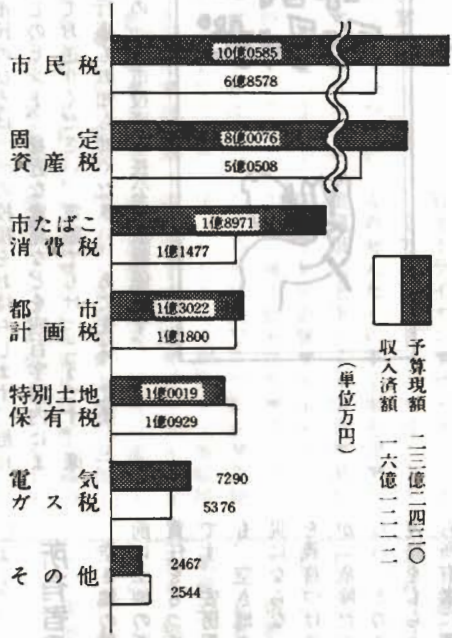 市民税
10億0585
6億8578
固定
資産税
8億0076
5億0508
市たばこ
消費税
1億8971
1億1477
都市
計画税
1億3022
1億1800
特別土地
保有税
1億0019
1億0929
電気
ガス税
7290
5376
その他
2467
2544
予算現額 二三億二四三〇
収入済額 一六億一二一二
(単位万円)